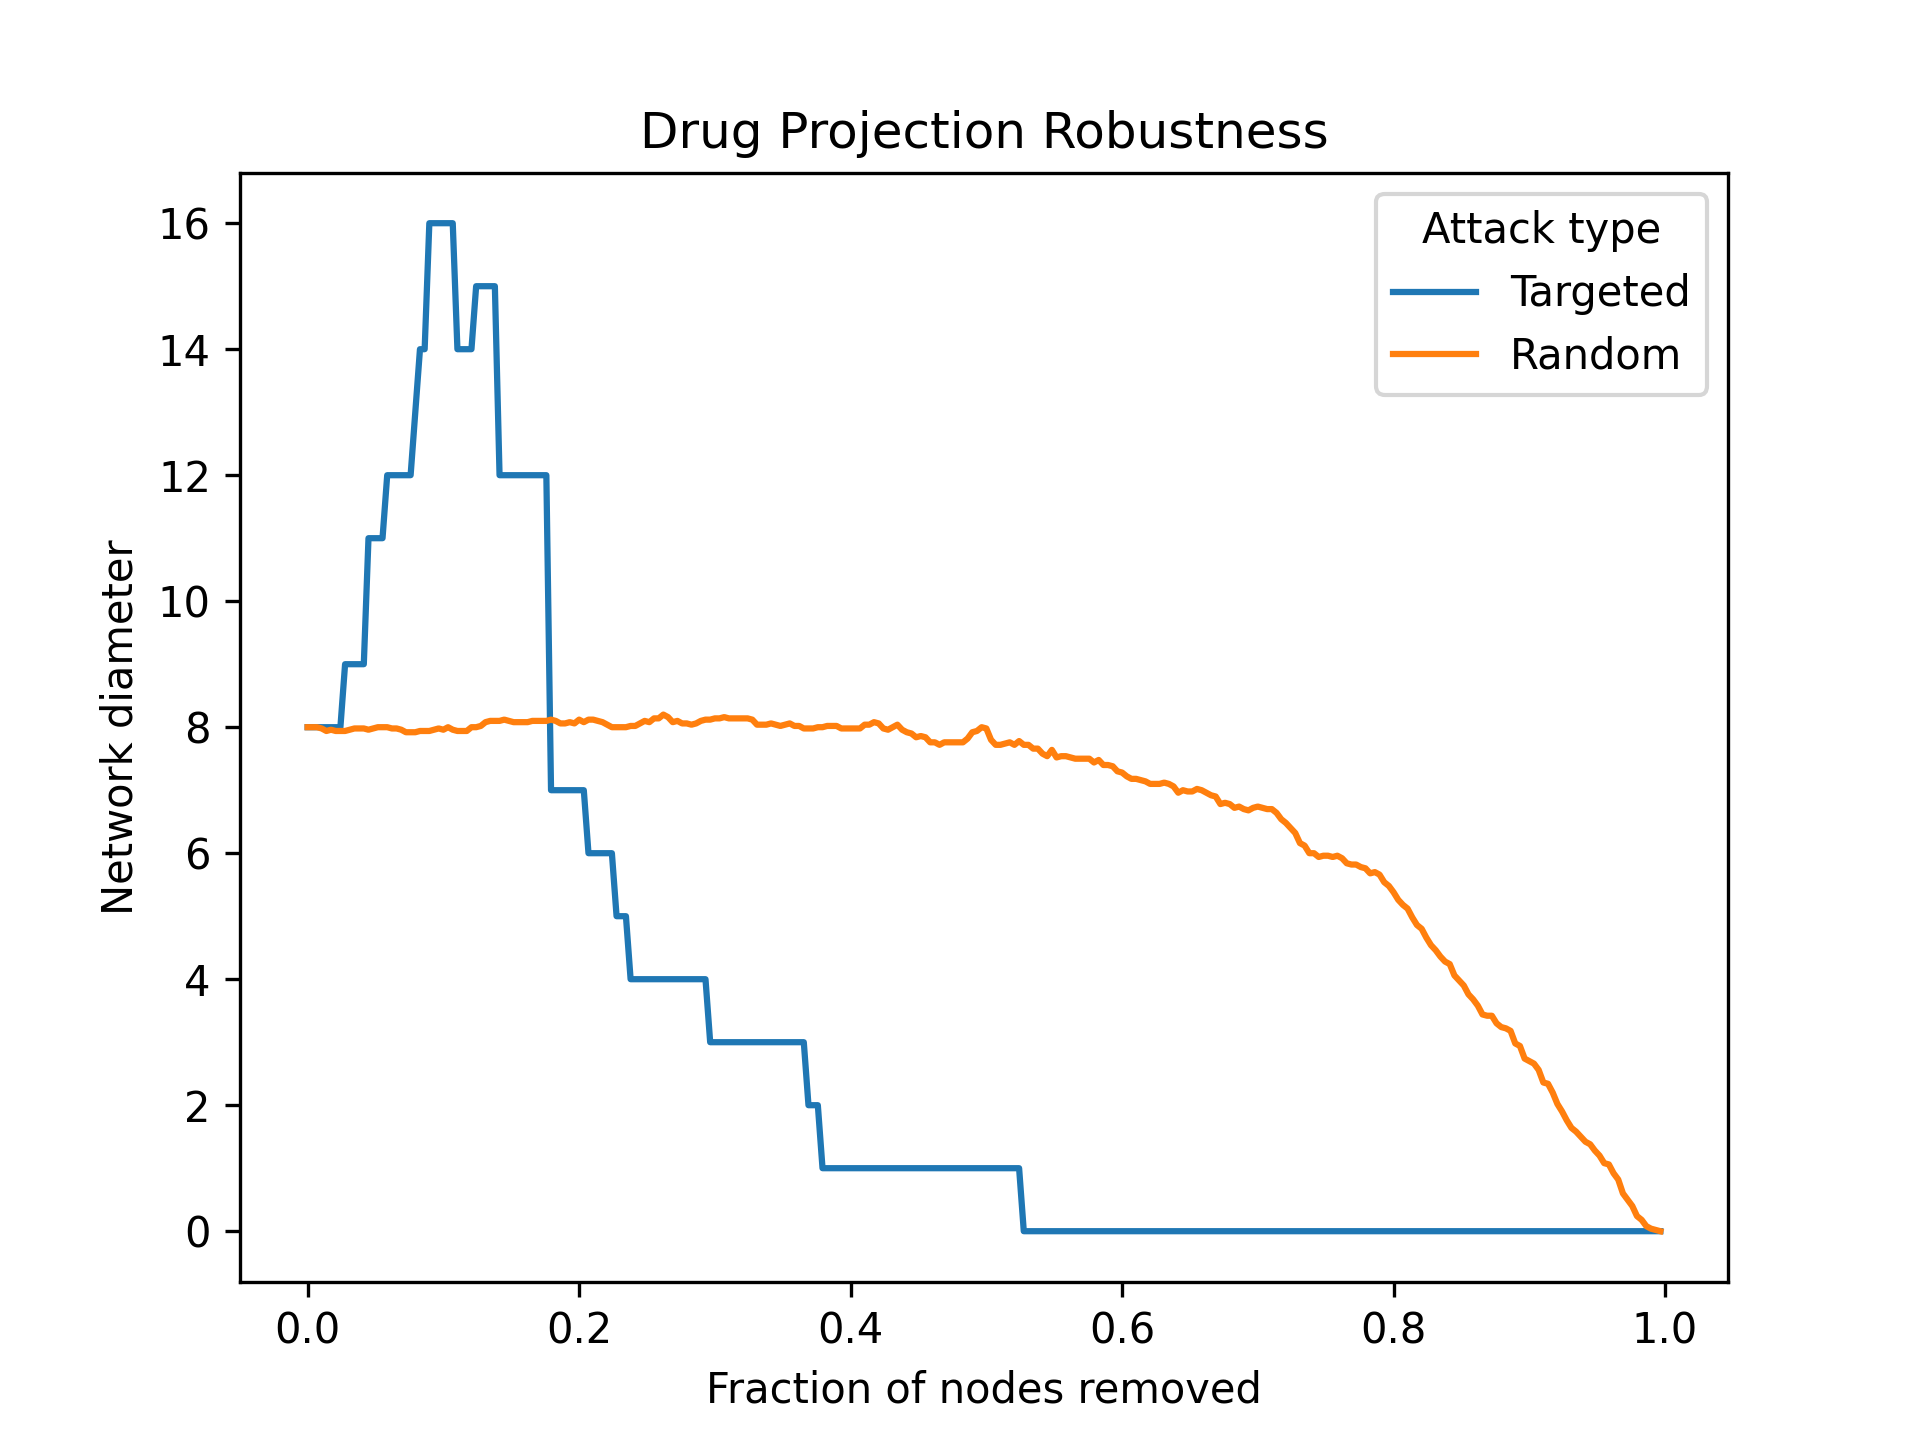 Drug Projection Robustness
Attack type
Targeted
Random
Network diameter
16
14
12
10
8
6
4
2
0
0.0 0.2 0.4 0.6 0.8 1.0
Fraction of nodes removed